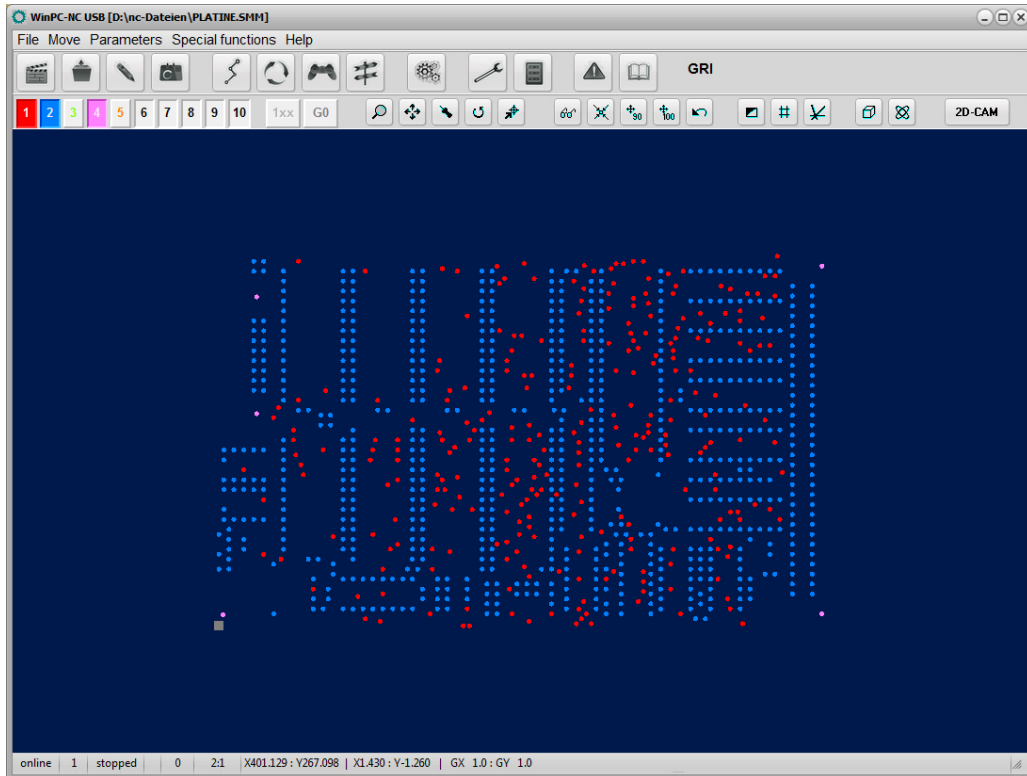 WinPC-NC USB [D:\nc-Dateien\PLATINE.SMM]
File Move Parameters Special functions Help
GRI
1 2 3 4 5 6 7 8 9 10 1xx G0 90 100 2D-CAM
online 1 stopped 0 2:1 X401.129 : Y267.098 | X1.430 : Y-1.260 | GX 1.0 : GY 1.0